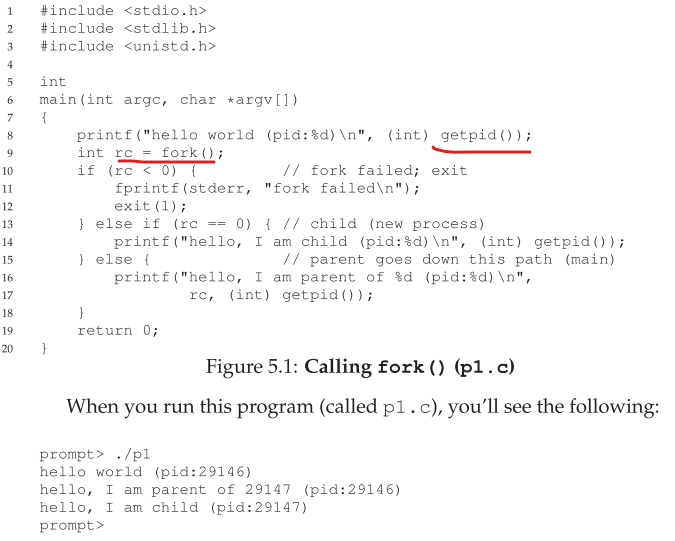 1 #include <stdio.h>
2 #include <stdlib.h>
3 #include <unistd.h>
4
5 int
6 main(int argc, char *argv[])
7 {
8     printf("hello world (pid:%d)\n", (int) getpid());
9     int rc = fork();
10     if (rc < 0) {         // fork failed; exit
11         fprintf(stderr, "fork failed\n");
12         exit(1);
13     } else if (rc == 0) { // child (new process)
14         printf("hello, I am child (pid:%d)\n", (int) getpid());
15     } else {              // parent goes down this path (main)
16         printf("hello, I am parent of %d (pid:%d)\n",
17                 rc, (int) getpid());
18     }
19     return 0;
20 }
Figure 5.1: Calling fork() (p1.c)
When you run this program (called p1.c), you'll see the following:
prompt> ./p1
hello world (pid:29146)
hello, I am parent of 29147 (pid:29146)
hello, I am child (pid:29147)
prompt>